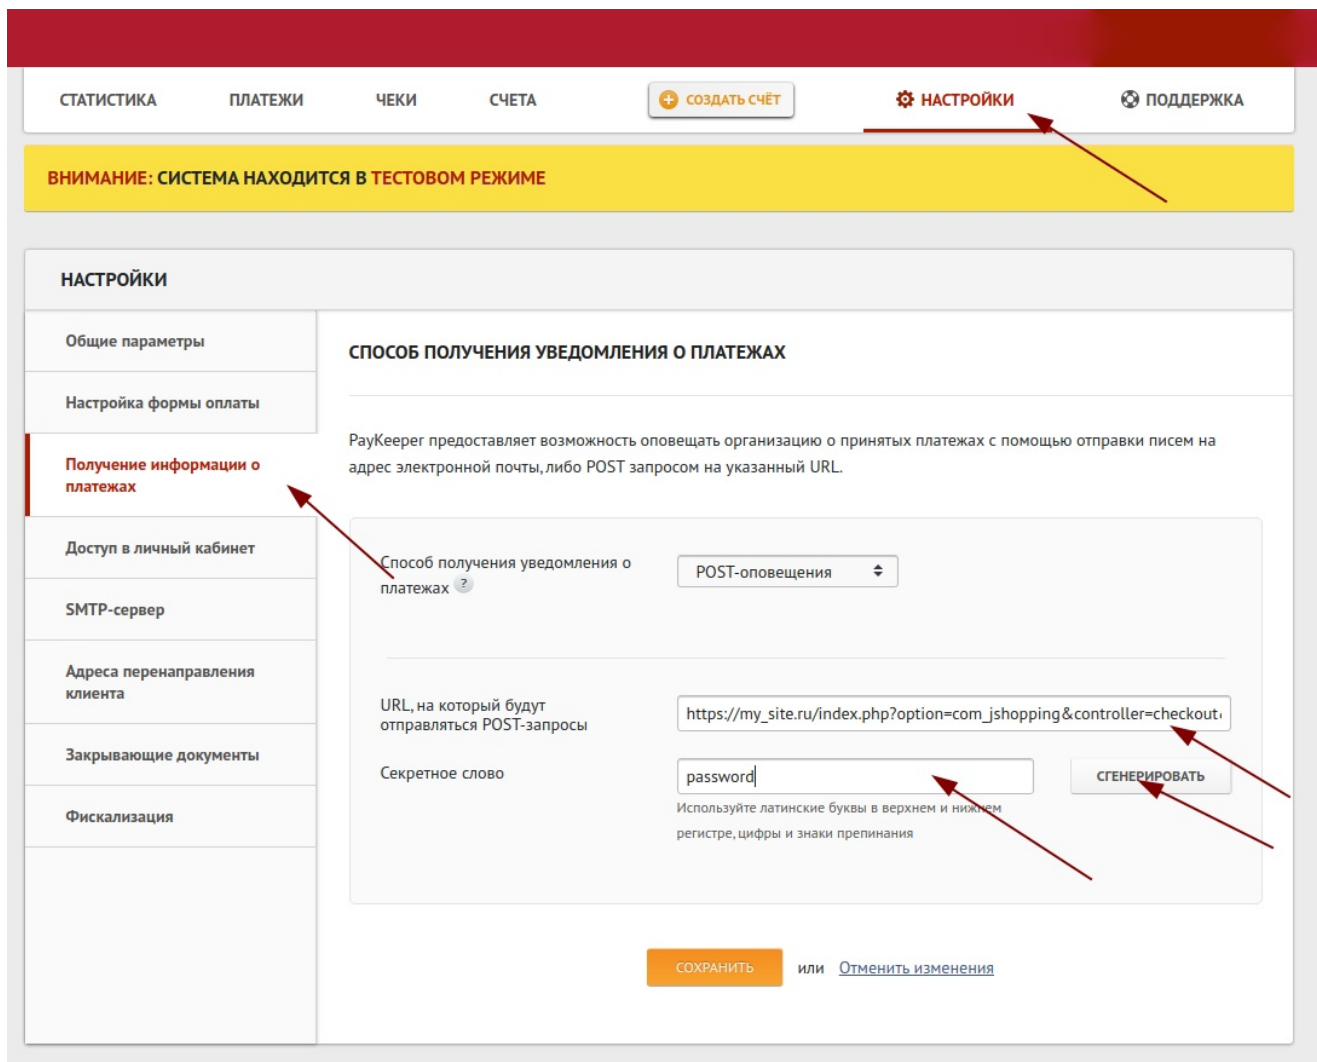 СТАТИСТИКА ПЛАТЕЖИ ЧЕКИ СЧЕТА СОЗДАТЬ СЧЁТ НАСТРОЙКИ ПОДДЕРЖКА
ВНИМАНИЕ: СИСТЕМА НАХОДИТСЯ В ТЕСТОВОМ РЕЖИМЕ
НАСТРОЙКИ
Общие параметры
Настройка формы оплаты
Получение информации о
платежах
Доступ в личный кабинет
SMTP-сервер
Адреса перенаправления
клиента
Закрывающие документы
Фискализация
СПОСОБ ПОЛУЧЕНИЯ УВЕДОМЛЕНИЯ О ПЛАТЕЖАХ
PayKeeper предоставляет возможность оповещать организацию о принятых платежах с помощью отправки писем на
адрес электронной почты, либо POST запросом на указанный URL.
Способ получения уведомления о
платежах ?
POST-оповещения
URL, на который будут
отправляться POST-запросы
https://my_site.ru/index.php?option=com_jshopping&controller=checkout
Секретное слово
password
СГЕНЕРИРОВАТЬ
Используйте латинские буквы в верхнем и нижнем
регистре, цифры и знаки препинания
СОХРАНИТЬ или Отменить изменения